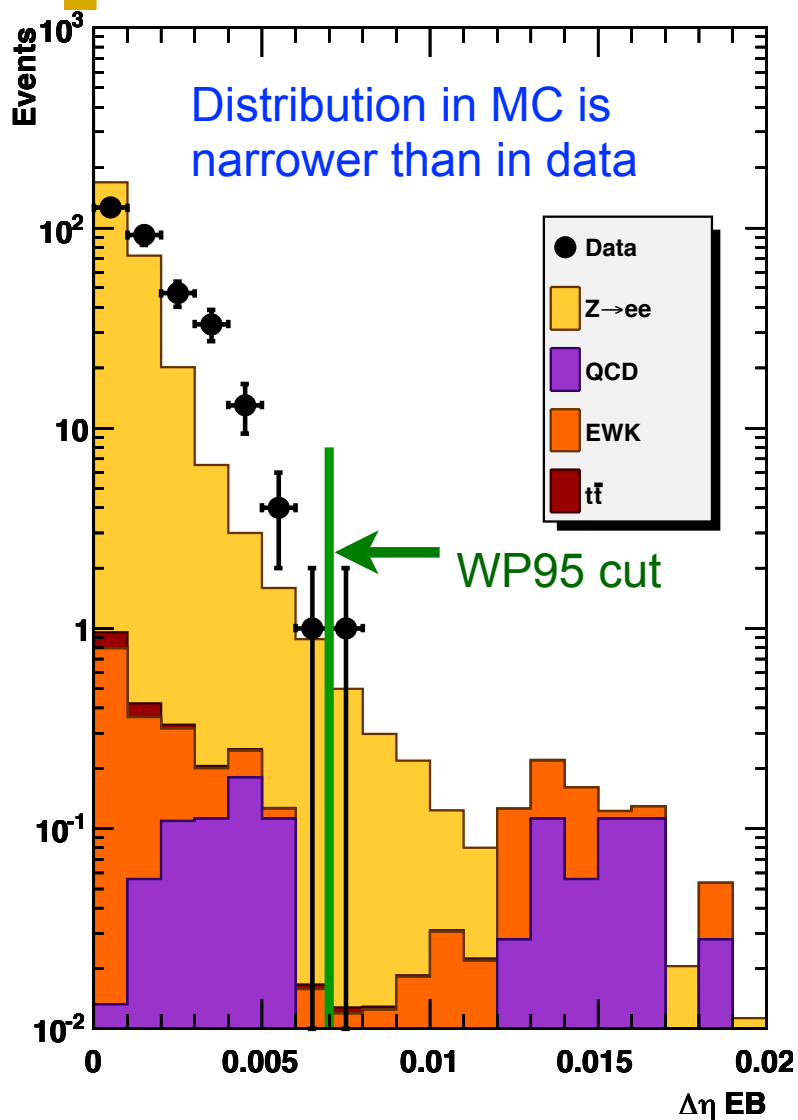 Events
10³
10²
10
1
10⁻¹
10⁻²
Distribution in MC is
narrower than in data
Data
Z→ee
QCD
EWK
tt̄
WP95 cut
0 0.005 0.01 0.015 0.02
Δη EB